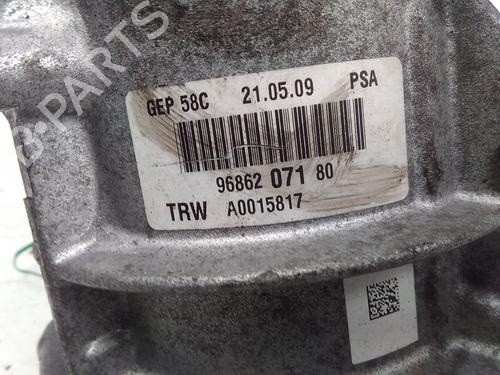 GEP 58C 21.05.09 PSA
96862 071 80
TRW A0015817
B-PARTS